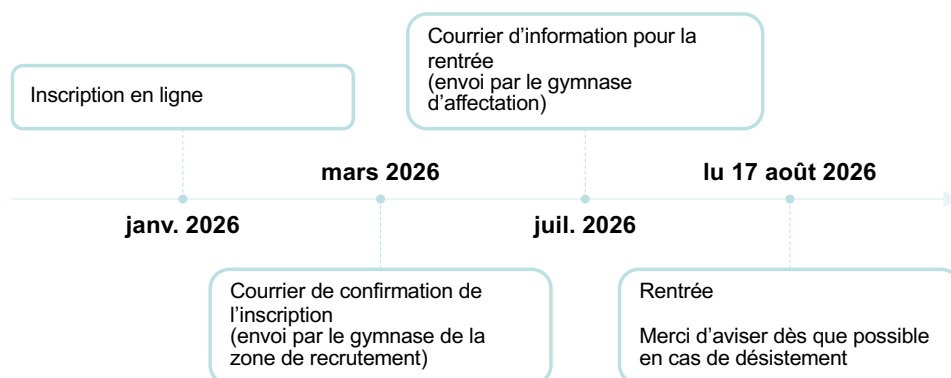 Courrier d’information pour la
rentrée
(envoi par le gymnase
d’affectation)
Inscription en ligne
mars 2026
lu 17 août 2026
janv. 2026
juil. 2026
Courrier de confirmation de
l’inscription
(envoi par le gymnase de la
zone de recrutement)
Rentrée
Merci d’aviser dès que possible
en cas de désistement